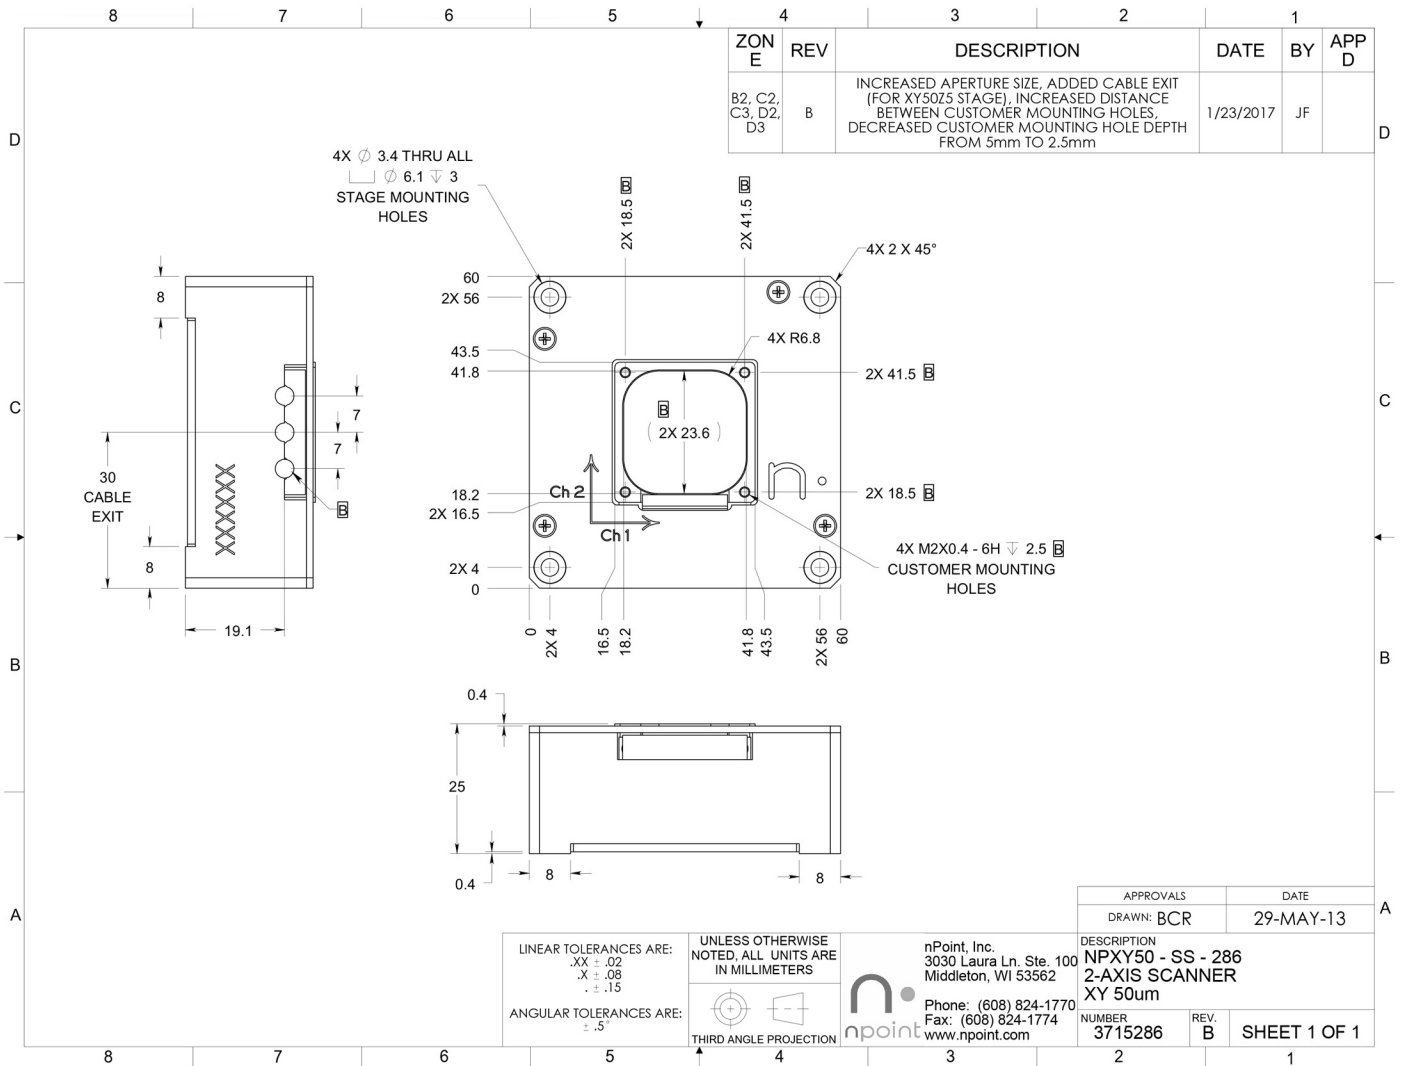 8 7 6 5 4 3 2 1
ZON
E
REV
DESCRIPTION
DATE
BY
APP
D
B2, C2,
C3, D2,
D3
B
INCREASED APERTURE SIZE, ADDED CABLE EXIT
(FOR XY50Z5 STAGE), INCREASED DISTANCE
BETWEEN CUSTOMER MOUNTING HOLES,
DECREASED CUSTOMER MOUNTING HOLE DEPTH
FROM 5mm TO 2.5mm
1/23/2017
JF
D
D
4X ∅ 3.4 THRU ALL
⌴ ∅ 6.1 ↧ 3
STAGE MOUNTING
HOLES
2X 18.5 B
2X 41.5 B
4X 2 X 45°
60
2X 56
8
4X R6.8
43.5
41.8
2X 41.5 B
C
C
7
7
B
2X 23.6
30
CABLE
EXIT
XXXXX
B
Ch 2
n.
18.2
2X 16.5
2X 18.5 B
Ch 1
4X M2X0.4 - 6H ↧ 2.5 B
CUSTOMER MOUNTING
HOLES
8
2X 4
0
19.1
0
2X 4
16.5
18.2
41.8
43.5
2X 56
60
B
B
0.4
25
0.4
8
8
A
A
APPROVALS
DATE
DRAWN: BCR
29-MAY-13
LINEAR TOLERANCES ARE:
.XX ± .02
.X ± .08
. ± .15
ANGULAR TOLERANCES ARE:
± .5°
UNLESS OTHERWISE
NOTED, ALL UNITS ARE
IN MILLIMETERS
THIRD ANGLE PROJECTION
n.
npoint
nPoint, Inc.
3030 Laura Ln. Ste. 100
Middleton, WI 53562
Phone: (608) 824-1770
Fax: (608) 824-1774
www.npoint.com
DESCRIPTION
NPXY50 - SS - 286
2-AXIS SCANNER
XY 50um
NUMBER
3715286
REV.
B
SHEET 1 OF 1
8 7 6 5 4 3 2 1